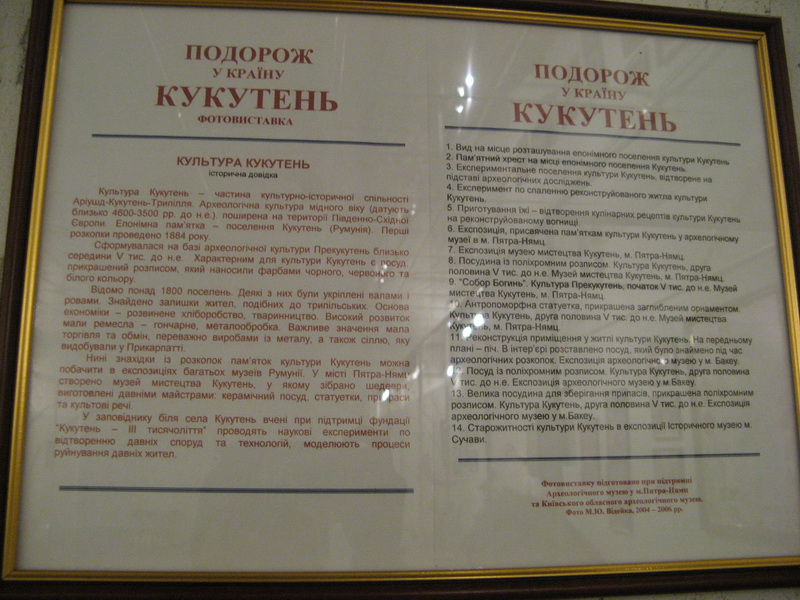 ПОДОРОЖ
У КРАЇНУ
КУКУТЕНЬ
ФОТОВИСТАВКА
КУЛЬТУРА КУКУТЕНЬ
історична довідка
Культура Кукутень – частина культурно-історичної спільності
Аріушд-Кукутень-Трипілля. Археологічна культура мідного віку (датують
близько 4600-3500 рр. до н.е.). поширена на території Південно-Східної
Європи. Епонімна пам'ятка – поселення Кукутень (Румунія). Перші
розкопки проведено 1884 року.
Сформувалася на базі археологічної культури Прекукутень близько
середини V тис. до н.е. Характерним для культури Кукутень є посуд,
прикрашений розписом, який наносили фарбами чорного, червоного та
білого кольору.
Відомо понад 1800 поселень. Деякі з них були укріплені валами і
ровами. Знайдено залишки жител, подібних до трипільських. Основа
економіки – розвинене хліборобство, тваринництво. Високий розвиток
мали ремесла – гончарне, металообробка. Важливе значення мала
торгівля та обмін, переважно виробами із металу, а також сіллю, яку
видобували у Прикарпатті.
Нині знахідки із розкопок пам'яток культури Кукутень можна
побачити в експозиціях багатьох музеїв Румунії. У місті Пятра-Нямт
створено музей мистецтва Кукутень, у якому зібрано шедеври,
виготовлені давніми майстрами: керамічний посуд, статуетки, прикраси
та культові речі.
У заповіднику біля села Кукутень вчені при підтримці фундації
"Кукутень – III тисячоліття" проводять наукові експерименти по
відтворенню давніх споруд та технологій, моделюють процеси
руйнування давніх жител.
ПОДОРОЖ
У КРАЇНУ
КУКУТЕНЬ
1. Вид на місце розташування епонімного поселення культури Кукутень
2. Пам'ятний хрест на місці епонімного поселення Кукутень.
3. Експериментальне поселення культури Кукутень, відтворене на
підставі археологічних досліджень.
4. Експеримент по спаленню реконструйованого житла культури
Кукутень.
5. Приготування їжі – відтворення кулінарних рецептів культури Кукутень
на реконструйованому вогнищі.
6. Експозиція, присвячена пам'яткам культури Кукутень у археологічному
музеї в м. Пятра-Нямц.
7. Експозиція музею мистецтва Кукутень, м. Пятра-Нямц.
8. Посудина із поліхромним розписом. Культура Кукутень, друга
половина V тис. до н.е. Музей мистецтва Кукутень, м. Пятра-Нямц.
9. "Собор Богинь". Культура Прекукутень, початок V тис. до н.е. Музей
мистецтва Кукутень, м. Пятра-Нямц.
10. Антропоморфна статуетка, прикрашена заглибленим орнаментом
Культура Кукутень, друга половина V тис. до н.е. Музей мистецтва
Кукутень, м. Пятра-Нямц.
11. Реконструкція приміщення у житлі культури Кукутень. На передньому
плані – піч. В інтер'єрі розставлено посуд, який було знайдено під час
археологічних розкопок. Експозиція археологічного музею у м. Бакеу.
12. Посуд із поліхромним розписом. Культура Кукутень, друга половина
V тис. до н.е. Експозиція археологічного музею у м.Бакеу.
13. Велика посудина для зберігання припасів, прикрашена поліхромним
розписом. Культура Кукутень, друга половина V тис. до н.е. Експозиція
археологічного музею у м.Бакеу.
14. Старожитності культури Кукутень в експозиції Історичного музею м.
Сучави.
Фотовиставку підготовано при підтримці
Археологічного музею у м.Пятра-Нямц
та Київського обласного археологічного музею.
Фото М.Ю. Відейка, 2004 – 2006 рр.